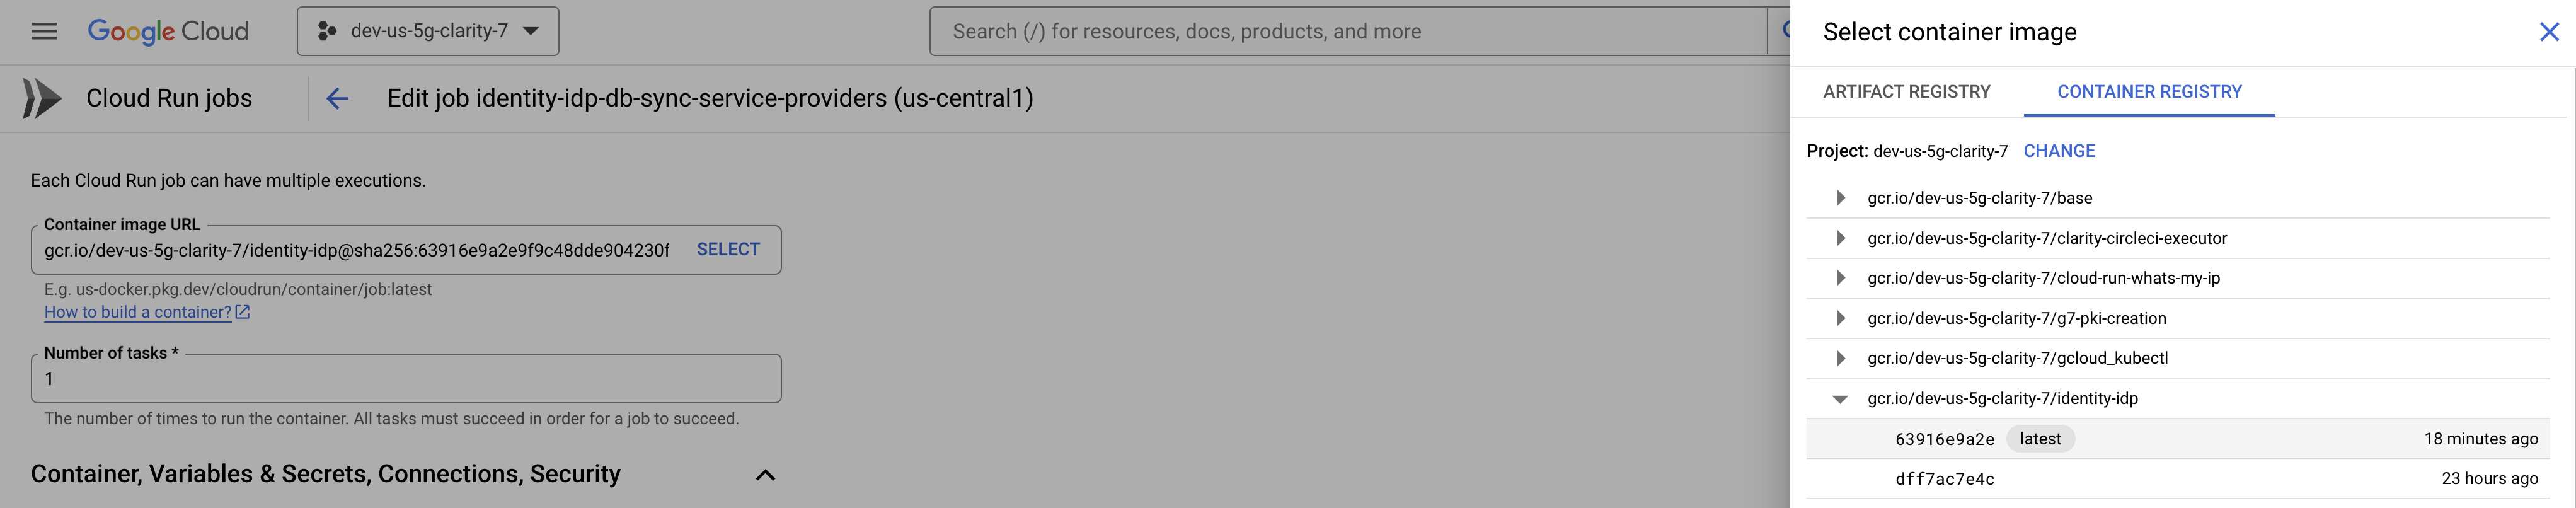 Google Cloud
dev-us-5g-clarity-7
Search (/) for resources, docs, products, and more
Cloud Run jobs
Edit job identity-idp-db-sync-service-providers (us-central1)
Each Cloud Run job can have multiple executions.
Container image URL
gcr.io/dev-us-5g-clarity-7/identity-idp@sha256:63916e9a2e9f9c48dde904230f
SELECT
E.g. us-docker.pkg.dev/cloudrun/container/job:latest
How to build a container?
Number of tasks *
1
The number of times to run the container. All tasks must succeed in order for a job to succeed.
Container, Variables & Secrets, Connections, Security
Select container image
ARTIFACT REGISTRY
CONTAINER REGISTRY
Project: dev-us-5g-clarity-7 CHANGE
gcr.io/dev-us-5g-clarity-7/base
gcr.io/dev-us-5g-clarity-7/clarity-circleci-executor
gcr.io/dev-us-5g-clarity-7/cloud-run-whats-my-ip
gcr.io/dev-us-5g-clarity-7/g7-pki-creation
gcr.io/dev-us-5g-clarity-7/gcloud_kubectl
gcr.io/dev-us-5g-clarity-7/identity-idp
63916e9a2e latest 18 minutes ago
dff7ac7e4c 23 hours ago